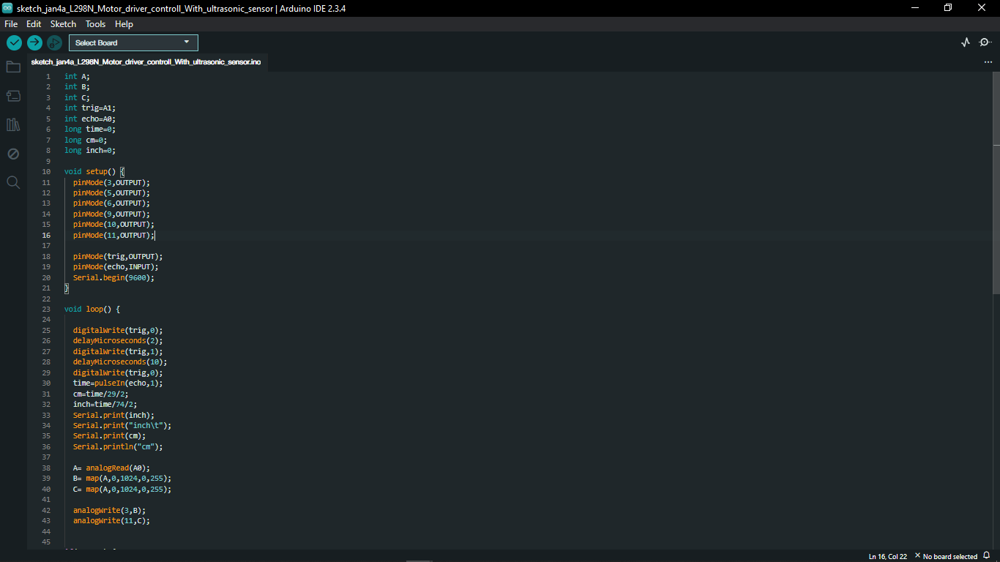 sketch_jan4a_L298N_Motor_driver_controll_With_ultrasonic_sensor | Arduino IDE 2.3.4
File Edit Sketch Tools Help
Select Board
sketch_jan4a_L298N_Motor_driver_controll_With_ultrasonic_sensor.ino
1 int A;
2 int B;
3 int C;
4 int trig=A1;
5 int echo=A0;
6 long time=0;
7 long cm=0;
8 long inch=0;
9
10 void setup() {
11 pinMode(3,OUTPUT);
12 pinMode(5,OUTPUT);
13 pinMode(6,OUTPUT);
14 pinMode(9,OUTPUT);
15 pinMode(10,OUTPUT);
16 pinMode(11,OUTPUT);
17
18 pinMode(trig,OUTPUT);
19 pinMode(echo,INPUT);
20 Serial.begin(9600);
21 }
22
23 void loop() {
24
25 digitalWrite(trig,0);
26 delayMicroseconds(2);
27 digitalWrite(trig,1);
28 delayMicroseconds(10);
29 digitalWrite(trig,0);
30 time=pulseIn(echo,1);
31 cm=time/29/2;
32 inch=time/74/2;
33 Serial.print(inch);
34 Serial.print("inch\t");
35 Serial.print(cm);
36 Serial.println("cm");
37
38 A= analogRead(A0);
39 B= map(A,0,1024,0,255);
40 C= map(A,0,1024,0,255);
41
42 analogWrite(3,B);
43 analogWrite(11,C);
44
45
Ln 16, Col 22 × No board selected